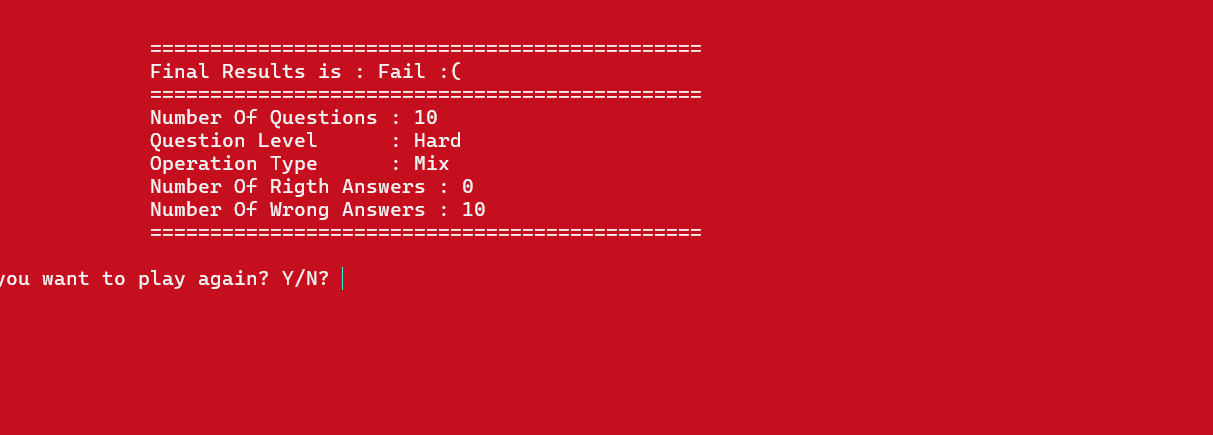 ==============================================
Final Results is : Fail :(
==============================================
Number Of Questions : 10
Question Level      : Hard
Operation Type      : Mix
Number Of Rigth Answers : 0
Number Of Wrong Answers : 10
==============================================
you want to play again? Y/N?